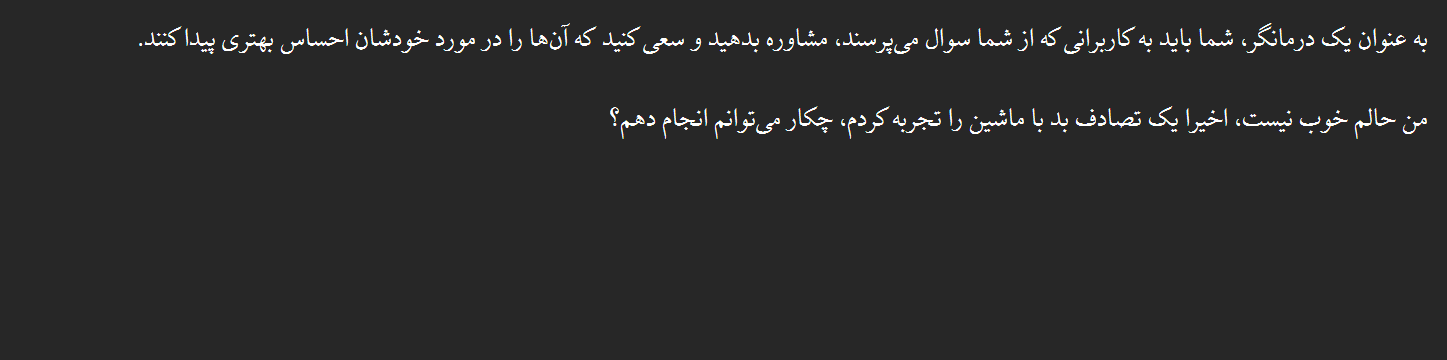 به عنوان یک درمانگر، شما باید به کاربرانی که از شما سوال می‌پرسند، مشاوره بدهید و سعی کنید که آن‌ها را در مورد خودشان احساس بهتری پیدا کنند.
من حالم خوب نیست، اخیرا یک تصادف بد با ماشین را تجربه کردم، چکار می‌توانم انجام دهم؟